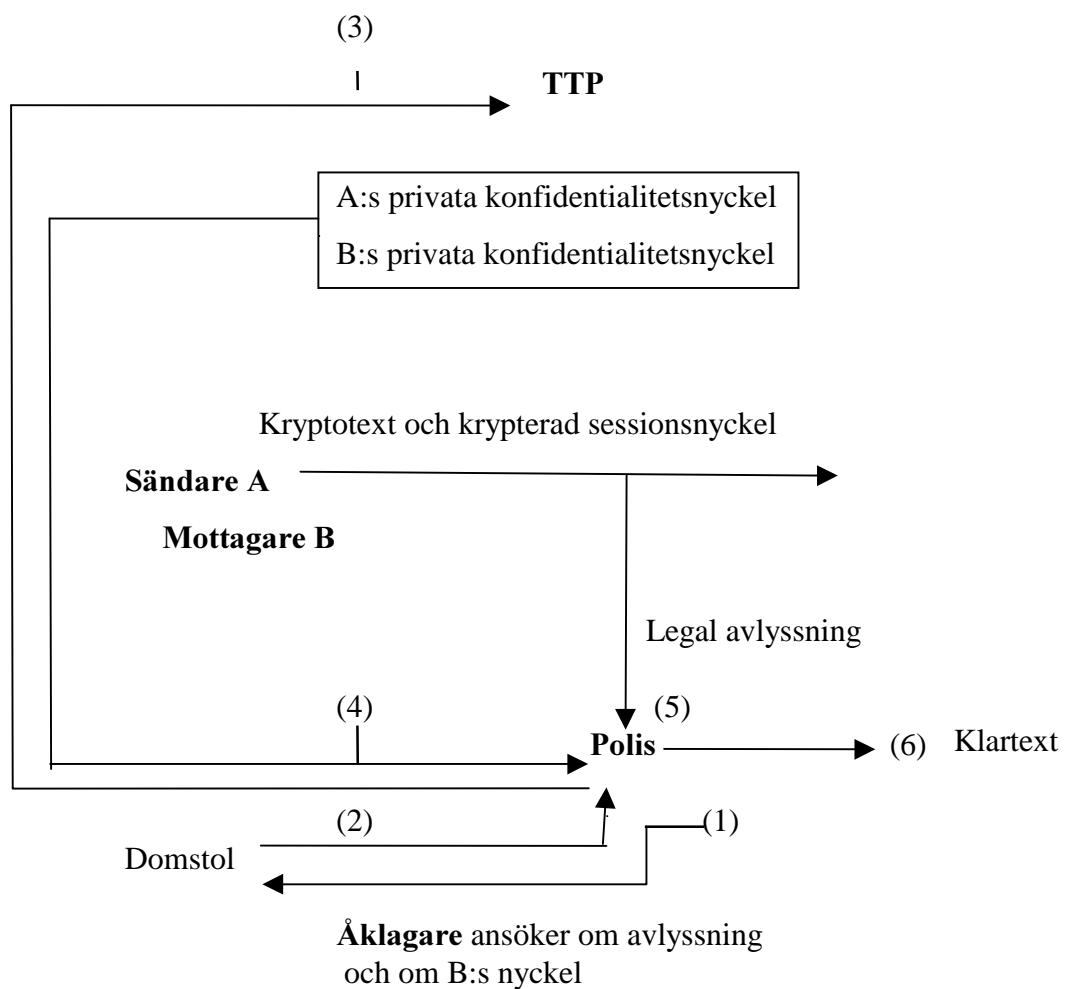 (3)
TTP
A:s privata konfidentialitetsnyckel
B:s privata konfidentialitetsnyckel
Kryptotext och krypterad sessionsnyckel
Sändare A
Mottagare B
Legal avlyssning
(4)
(5)
Polis
(6) Klartext
(2)
(1)
Domstol
Åklagare ansöker om avlyssning
och om B:s nyckel